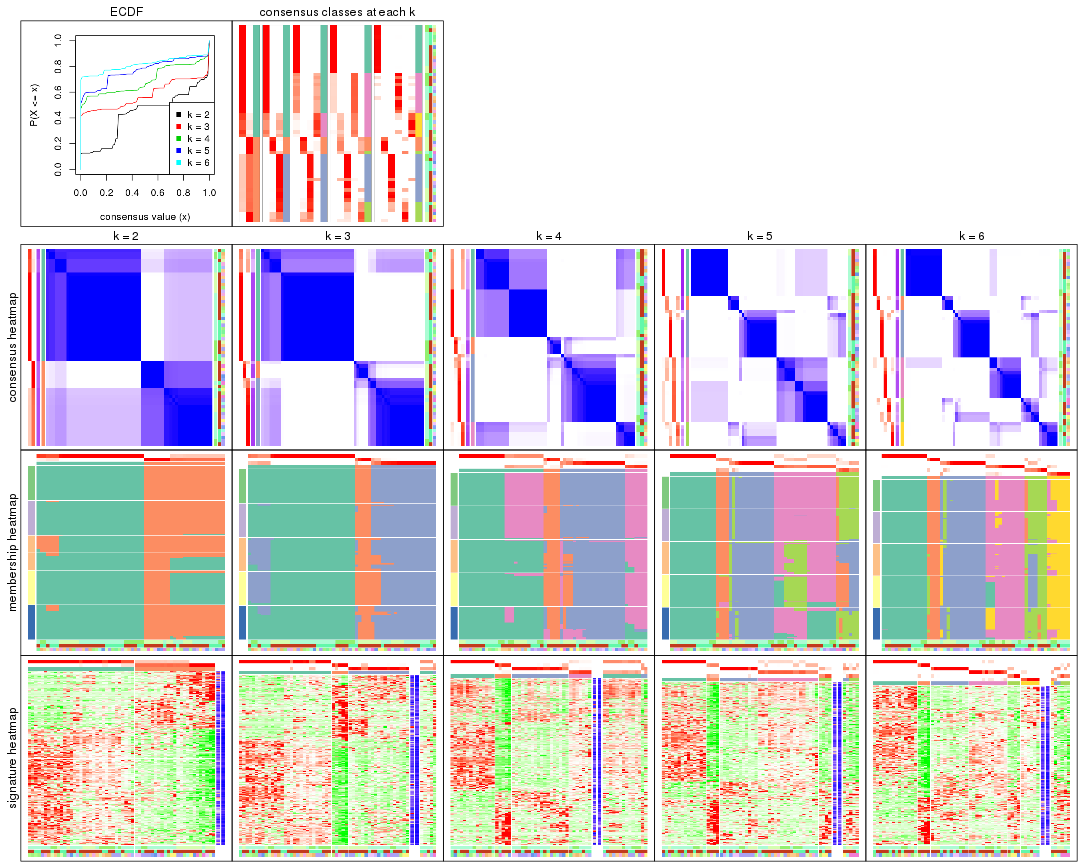 ECDF
consensus classes at each k
P(X <= x)
1.0
0.8
0.6
0.4
0.2
0.0
k = 2
k = 3
k = 4
k = 5
k = 6
0.0 0.2 0.4 0.6 0.8 1.0
consensus value (x)
k = 2
k = 3
k = 4
k = 5
k = 6
consensus heatmap
membership heatmap
signature heatmap